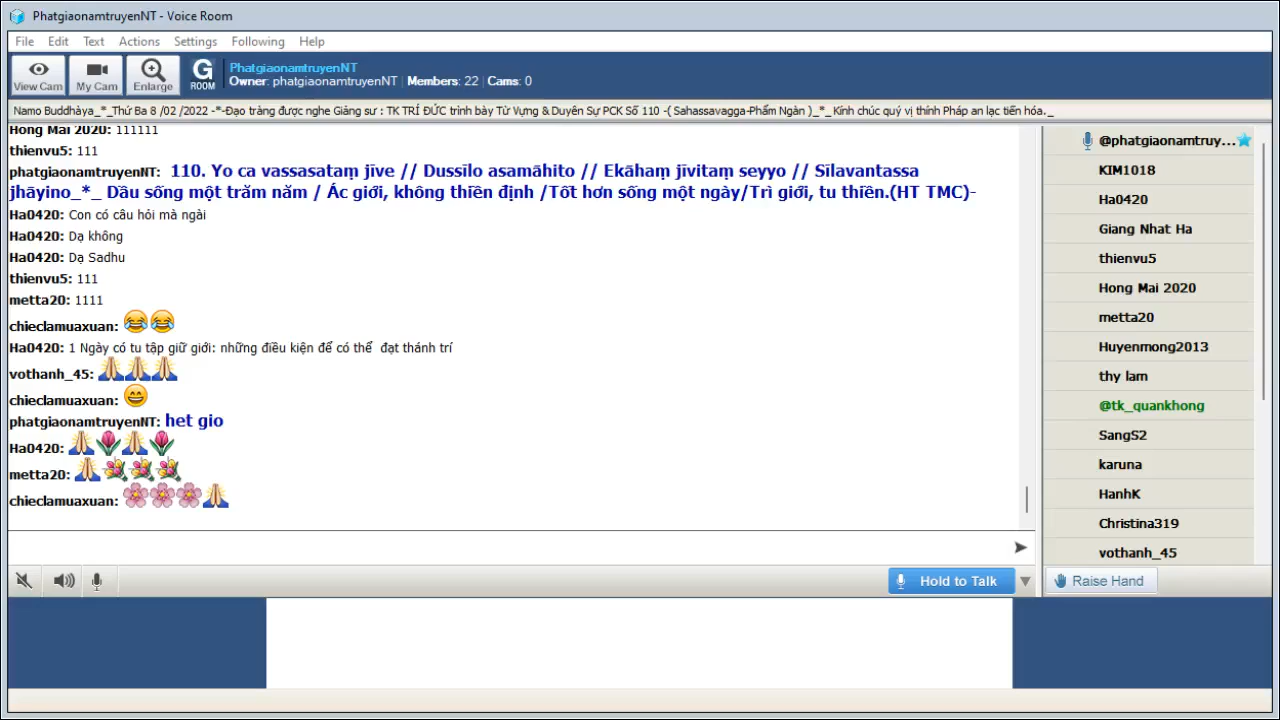 PhatgiaonamtruyenNT - Voice Room
File Edit Text Actions Settings Following Help
View Cam My Cam Enlarge G ROOM
PhatgiaonamtruyenNT
Owner: phatgiaonamtruyenNT | Members: 22 | Cams: 0
Namo Buddhàya_*_Thứ Ba 8 /02 /2022 -*-Đạo tràng được nghe Giảng sư : TK TRÍ ĐỨC trình bày Từ Vựng & Duyên Sự PCK Số 110 -( Sahassavagga-Phẩm Ngàn )_*_Kính chúc quý vị thính Pháp an lạc tiến hóa._
Hong Mai 2020: 111111
thienvu5: 111
phatgiaonamtruyenNT: 110. Yo ca vassasataṃ jīve // Dussīlo asamāhito // Ekāhaṃ jīvitaṃ seyyo // Sīlavantassa
jhāyino_*_ Dầu sống một trăm năm / Ác giới, không thiền định /Tốt hơn sống một ngày/Trì giới, tu thiền.(HT TMC)-
Ha0420: Con có câu hỏi mà ngài
Ha0420: Dạ không
Ha0420: Dạ Sadhu
thienvu5: 111
metta20: 1111
chieclamuaxuan: 😂😂
Ha0420: 1 Ngày có tu tập giữ giới: những điều kiện để có thể  đạt thánh trí
vothanh_45: 🙏🙏🙏
chieclamuaxuan: 😄
phatgiaonamtruyenNT: het gio
Ha0420: 🙏🌷🙏🌷
metta20: 🙏💐💐💐
chieclamuaxuan: 🌸🌸🌸🙏
Hold to Talk
@phatgiaonamtruy...
KIM1018
Ha0420
Giang Nhat Ha
thienvu5
Hong Mai 2020
metta20
Huyenmong2013
thy lam
@tk_quankhong
SangS2
karuna
HanhK
Christina319
vothanh_45
Raise Hand